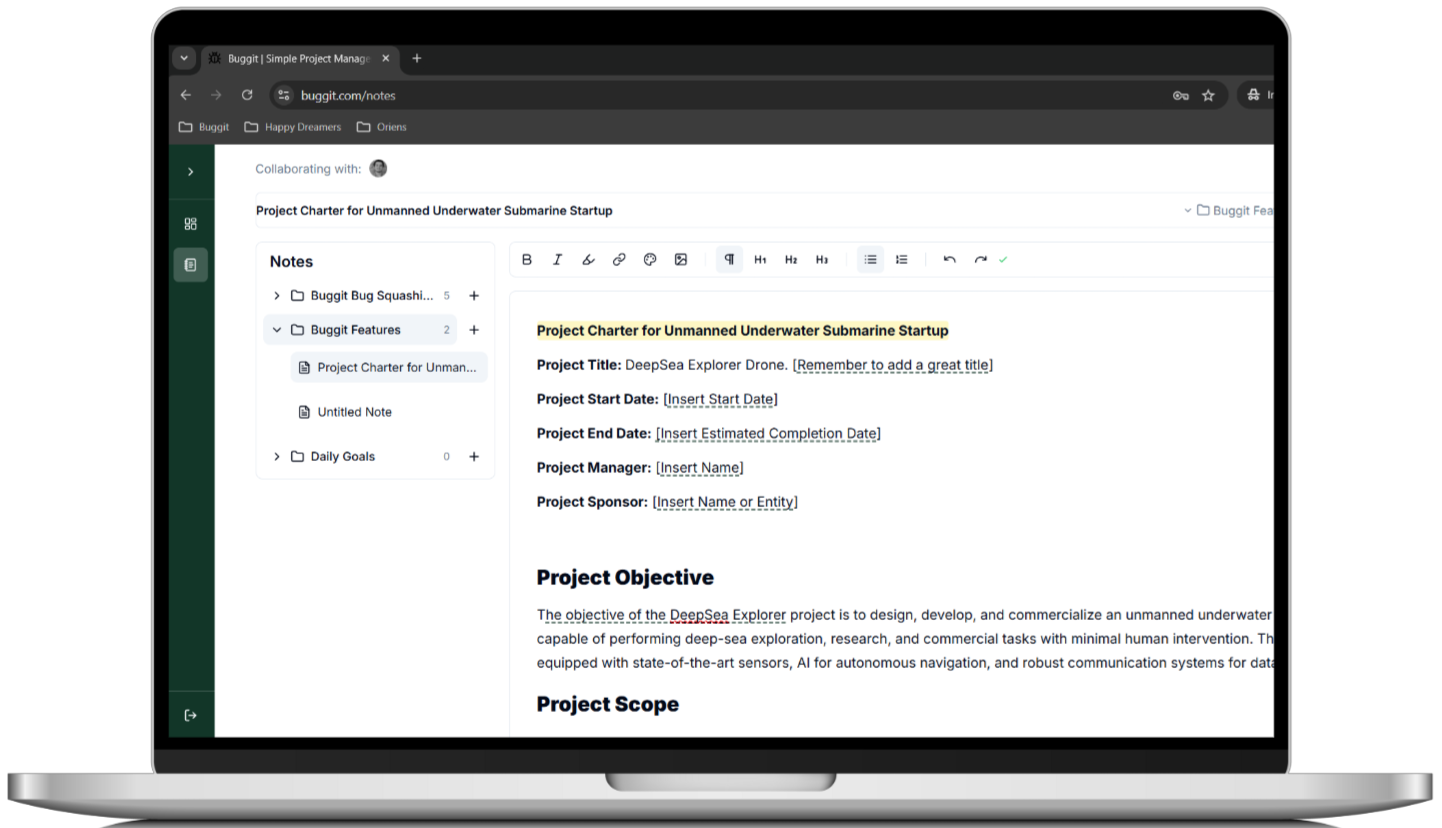 Buggit | Simple Project Manage
buggit.com/notes
In
Buggit
Happy Dreamers
Oriens
Collaborating with:
Project Charter for Unmanned Underwater Submarine Startup
Buggit Fea
Notes
Buggit Bug Squashi... 5
Buggit Features 2
Project Charter for Unman...
Untitled Note
Daily Goals 0
B I H1 H2 H3
Project Charter for Unmanned Underwater Submarine Startup
Project Title: DeepSea Explorer Drone. [Remember to add a great title]
Project Start Date: [Insert Start Date]
Project End Date: [Insert Estimated Completion Date]
Project Manager: [Insert Name]
Project Sponsor: [Insert Name or Entity]
Project Objective
The objective of the DeepSea Explorer project is to design, develop, and commercialize an unmanned underwater
capable of performing deep-sea exploration, research, and commercial tasks with minimal human intervention. Th
equipped with state-of-the-art sensors, AI for autonomous navigation, and robust communication systems for data
Project Scope